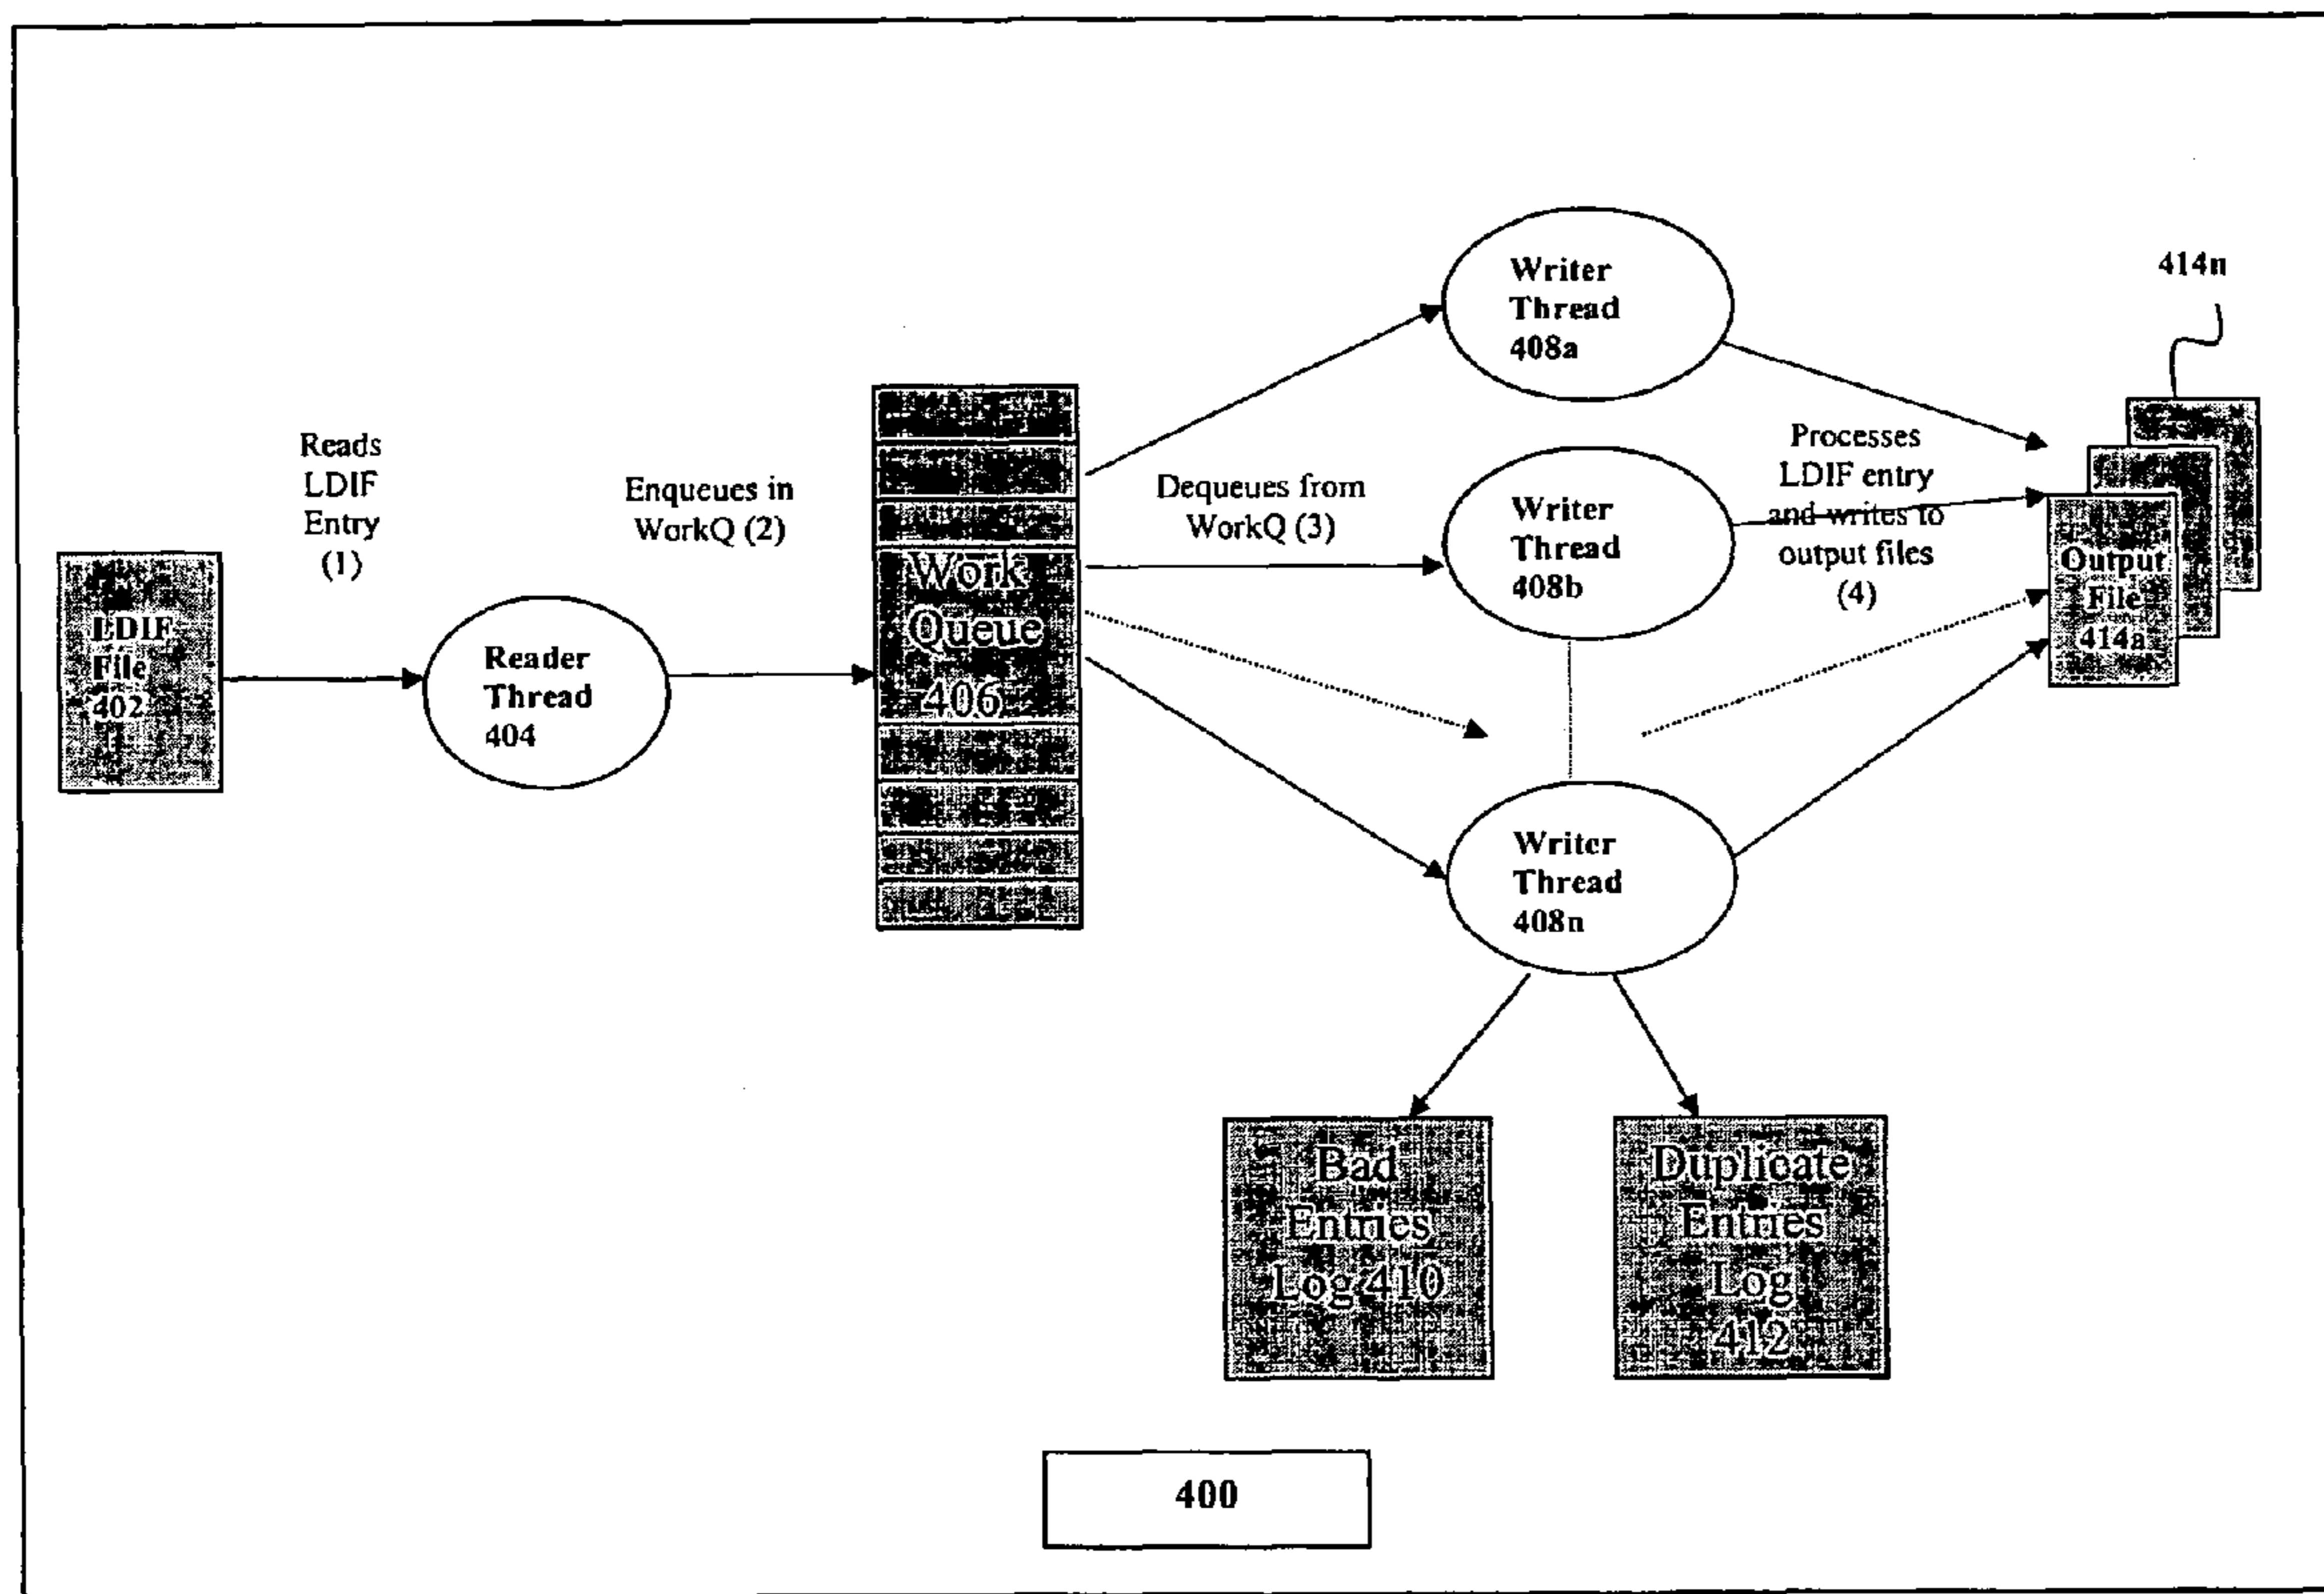 414n
Writer
Thread
408a
Reads
LDIF
Entry
(1)
Enqueues in
WorkQ (2)
Dequeues from
WorkQ (3)
Processes
LDIF entry
and writes to
output files
(4)
Writer
Thread
408b
Output
File
414a
LDIF
File
402
Reader
Thread
404
Work
Queue
406
Writer
Thread
408n
Bad
Entries
Log 410
Duplicate
Entries
Log
412
400